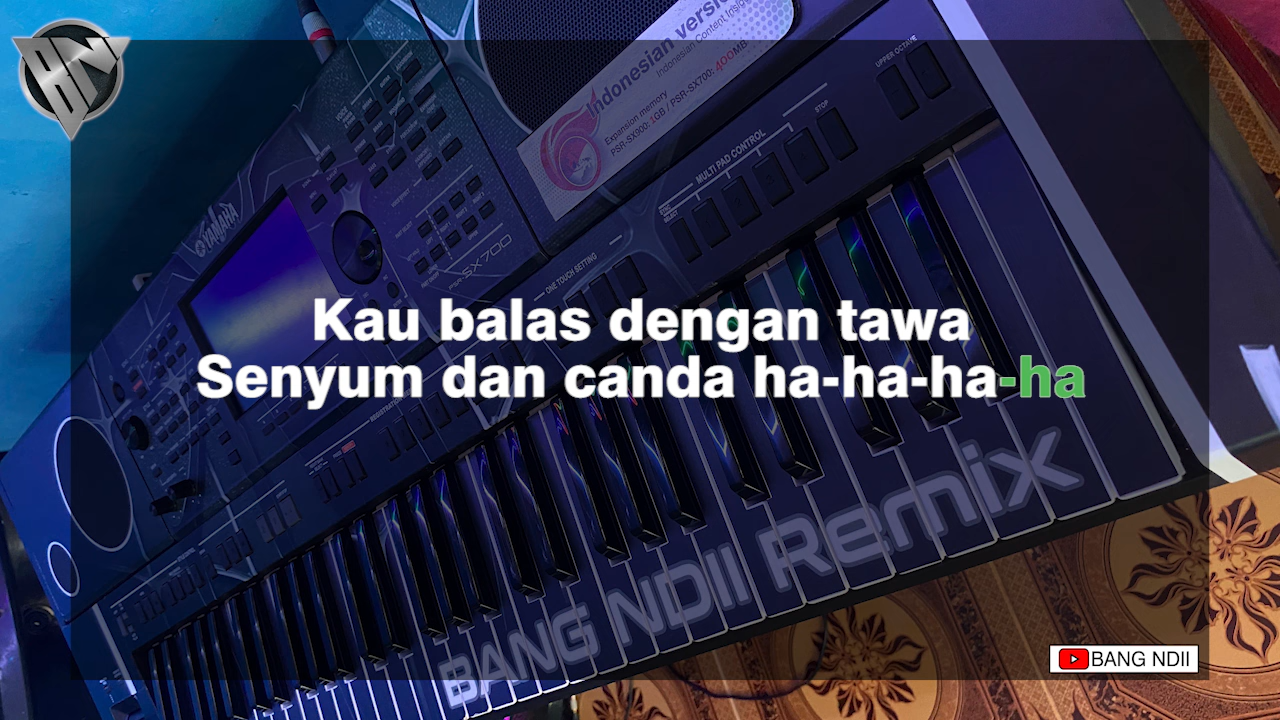 BN
Indonesian version
Indonesian Content
Expansion memory
PSR-SX900: 1GB / PSR-SX700: 400MB
UPPER OCTAVE
STOP
MULTI PAD CONTROL
YAMAHA
PSR-SX700
ONE TOUCH SETTING
Kau balas dengan tawa
Senyum dan canda ha-ha-ha-ha
BANG NDII Remix
BANG NDII